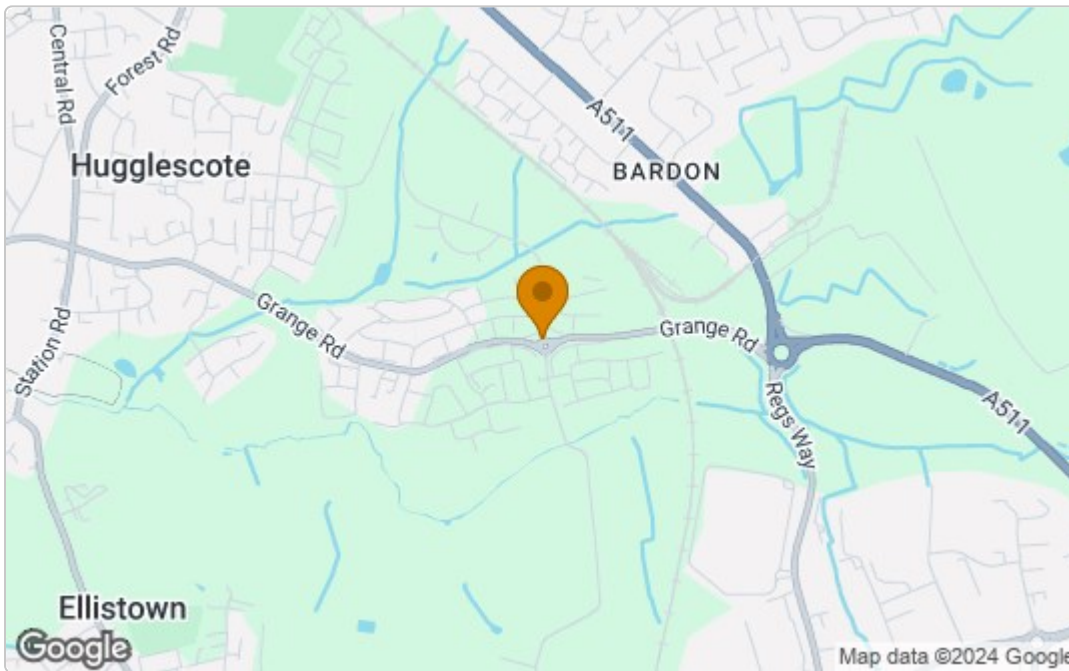 Central Rd
Forest Rd
A511
Hugglescote
BARDON
Grange Rd
Grange Rd
Station Rd
Regs Way
A511
Ellistown
Google
Map data ©2024 Google